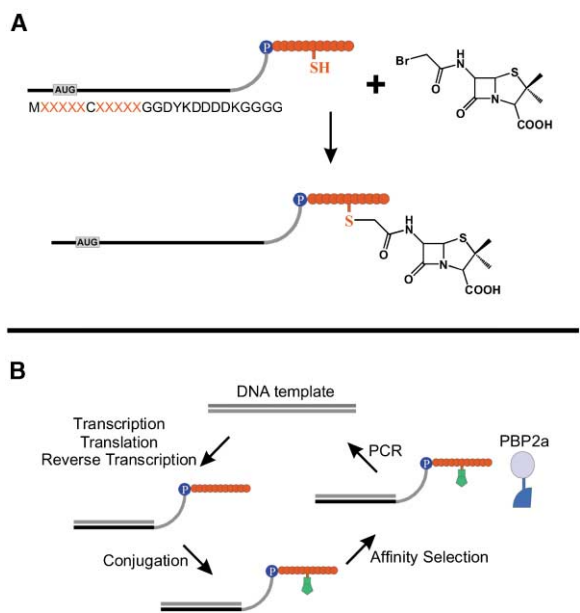 A
P
SH
+
Br
O
H
N
O
N
S
COOH
AUG
MXXXXXCXXXXXGGDYKDDDDKGGGG
P
S
O
H
N
O
N
S
COOH
AUG
B
DNA template
Transcription
Translation
Reverse Transcription
PCR
PBP2a
P
P
Conjugation
Affinity Selection
P